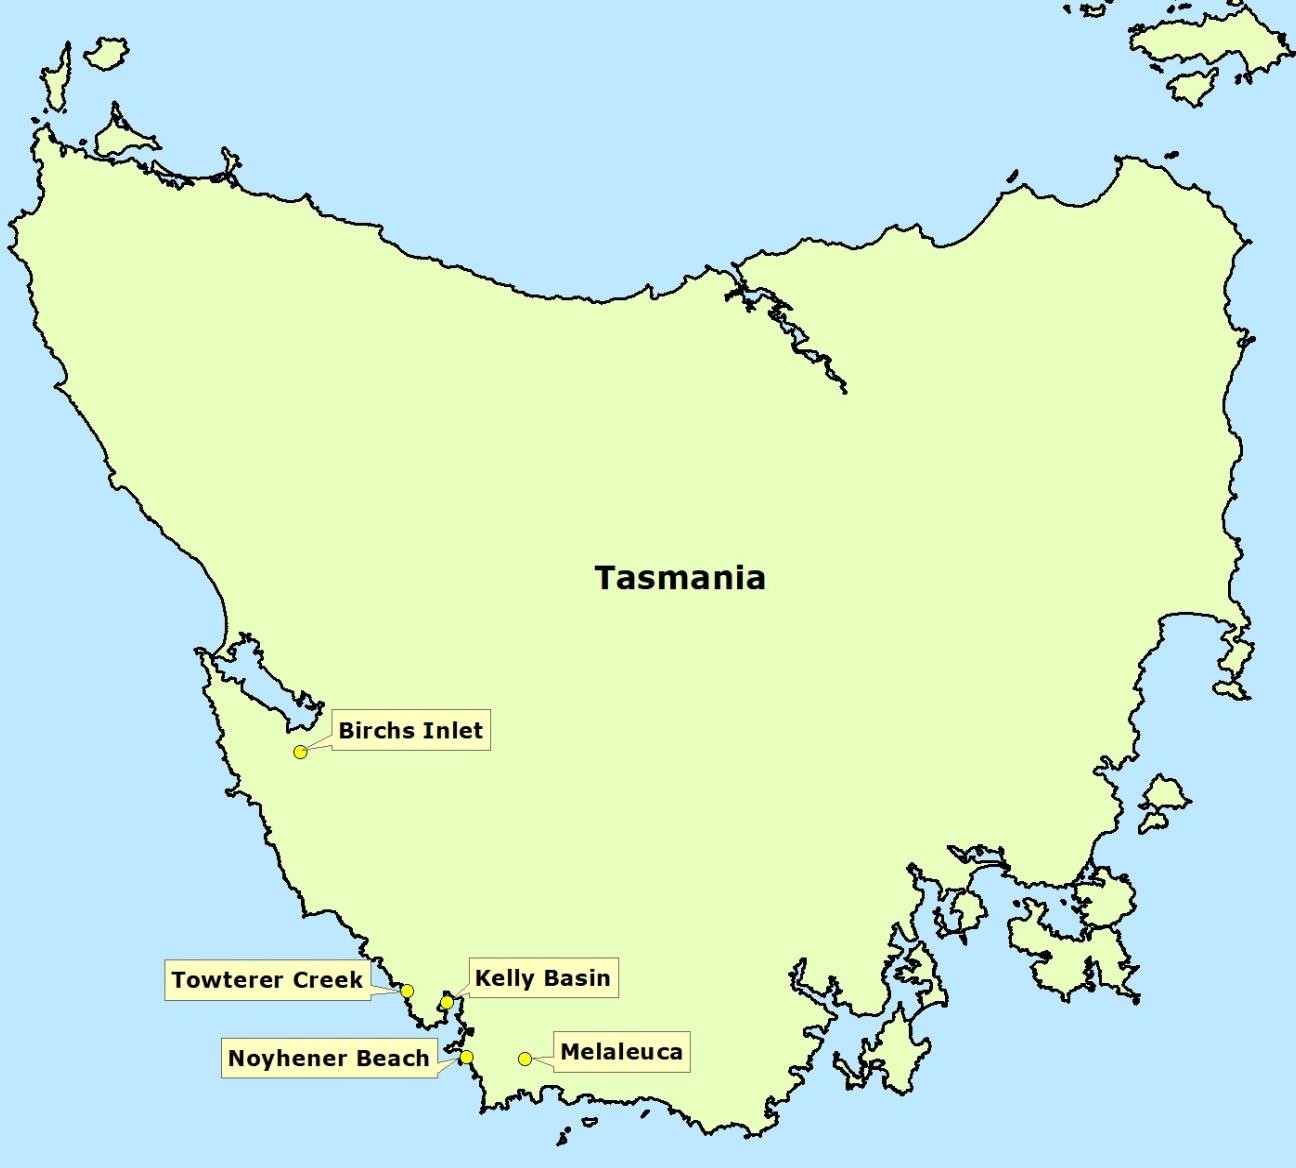 Tasmania
Birchs Inlet
Towterer Creek
Kelly Basin
Noyhener Beach
Melaleuca